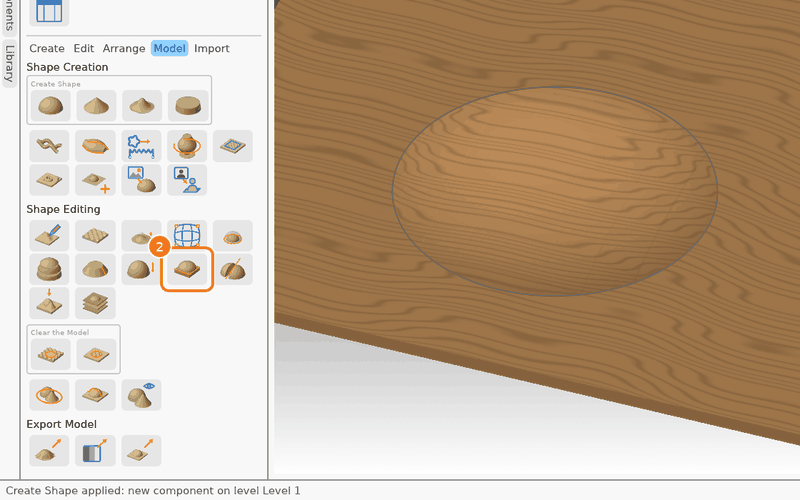 nents
Library
Create Edit Arrange Model Import
Shape Creation
Create Shape
Shape Editing
2
Clear the Model
Export Model
Create Shape applied: new component on level Level 1